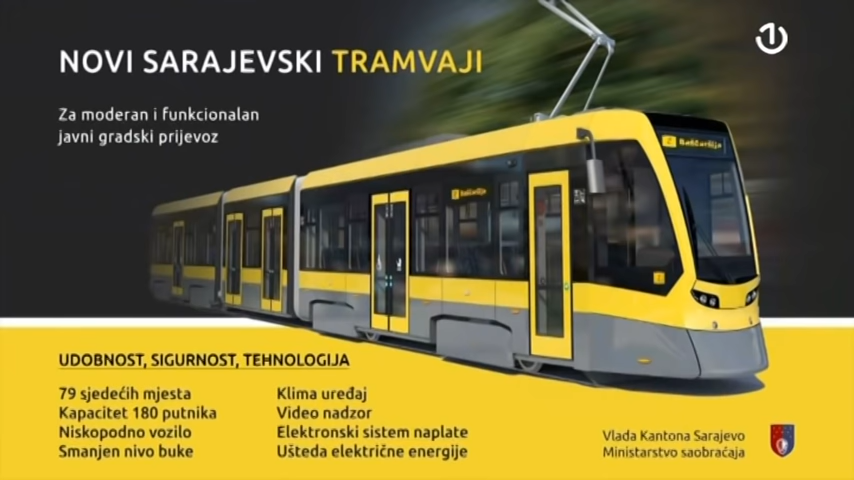 NOVI SARAJEVSKI TRAMVAJI
Za moderan i funkcionalan
javni gradski prijevoz
Baščaršija
Baščaršija
UDOBNOST, SIGURNOST, TEHNOLOGIJA
79 sjedećih mjesta
Kapacitet 180 putnika
Niskopodno vozilo
Smanjen nivo buke
Klima uređaj
Video nadzor
Elektronski sistem naplate
Ušteda električne energije
Vlada Kantona Sarajevo
Ministarstvo saobraćaja